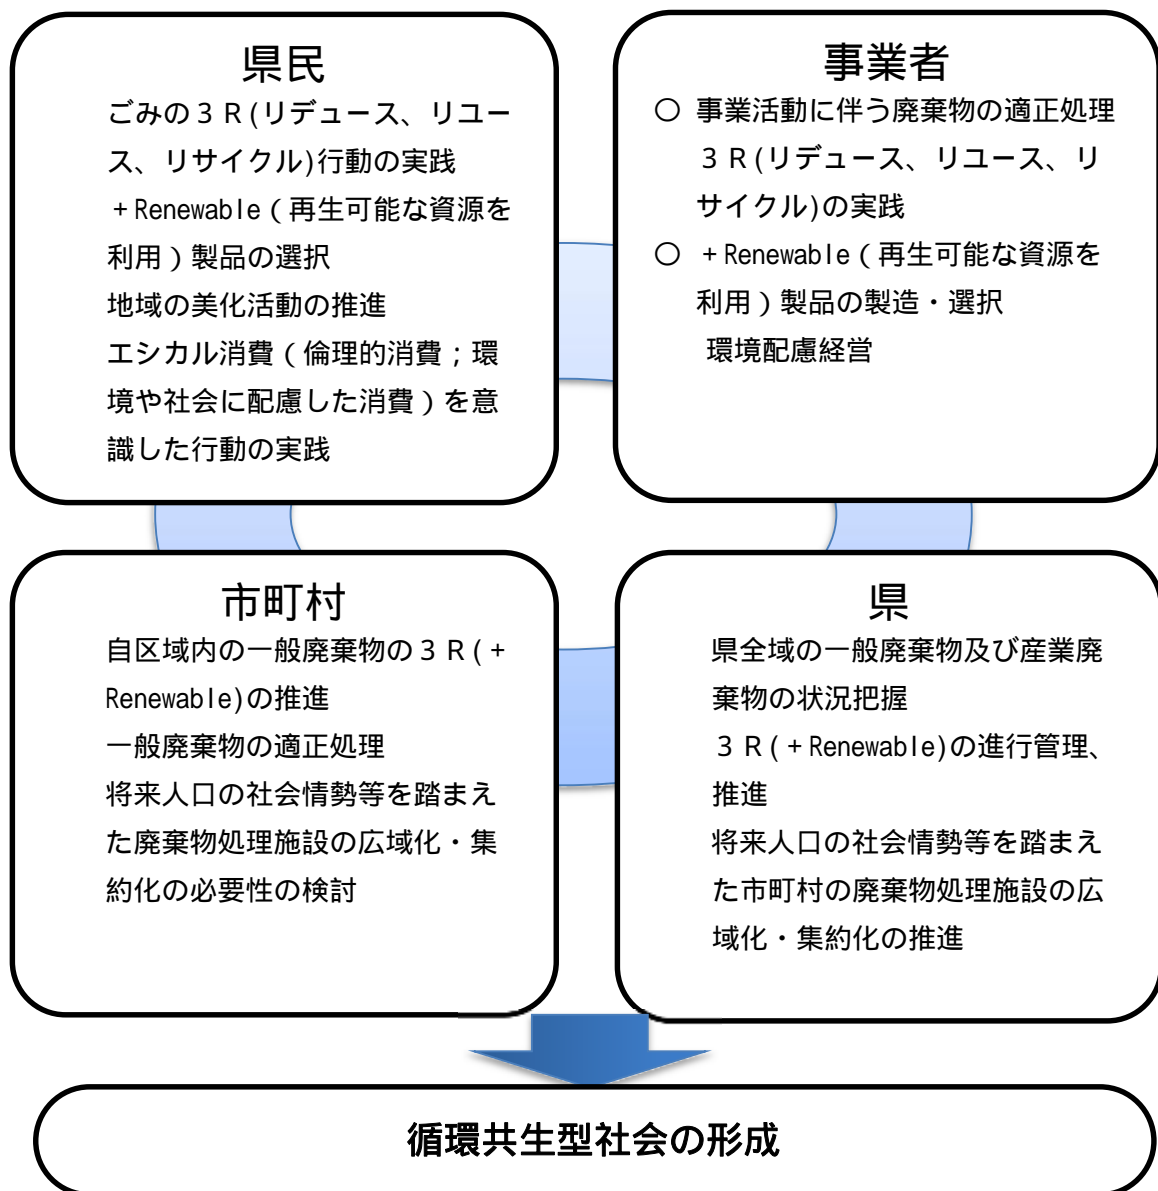 県民
ごみの３Ｒ(リデュース、リユー
ス、リサイクル)行動の実践
＋Renewable（再生可能な資源を
利用）製品の選択
地域の美化活動の推進
エシカル消費（倫理的消費；環
境や社会に配慮した消費）を意
識した行動の実践
事業者
○ 事業活動に伴う廃棄物の適正処理
３Ｒ(リデュース、リユース、リ
サイクル)の実践
○ ＋Renewable（再生可能な資源を
利用）製品の製造・選択
環境配慮経営
市町村
自区域内の一般廃棄物の３Ｒ(＋
Renewable)の推進
一般廃棄物の適正処理
将来人口の社会情勢等を踏まえ
た廃棄物処理施設の広域化・集
約化の必要性の検討
県
県全域の一般廃棄物及び産業廃
棄物の状況把握
３Ｒ(＋Renewable)の進行管理、
推進
将来人口の社会情勢等を踏まえ
た市町村の廃棄物処理施設の広
域化・集約化の推進
循環共生型社会の形成